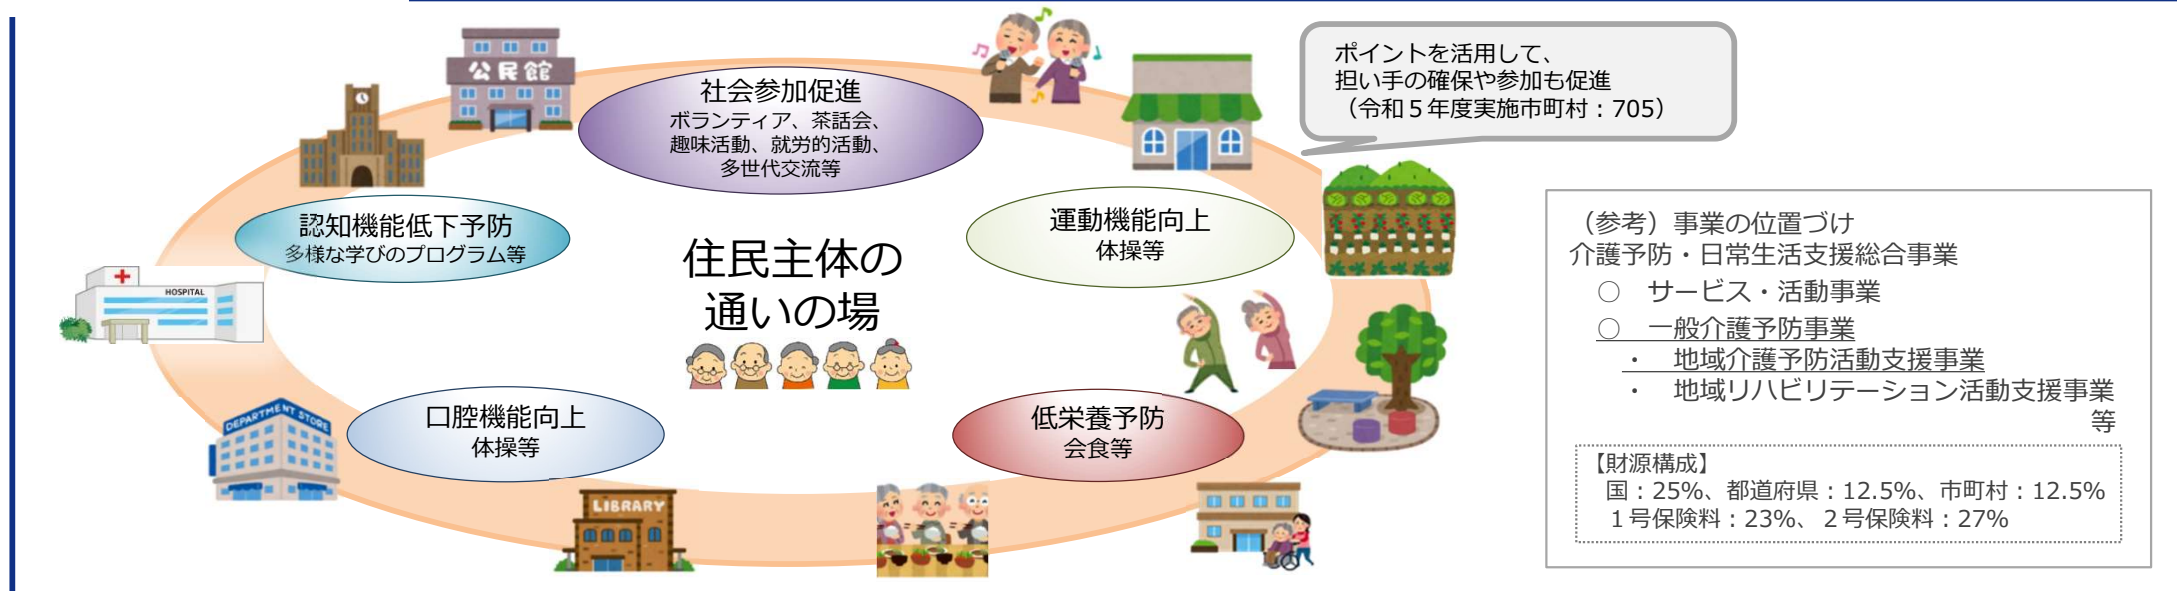 公民館
社会参加促進
ボランティア、茶話会、
趣味活動、就労的活動、
多世代交流等
ポイントを活用して、
担い手の確保や参加も促進
（令和５年度実施市町村：705）
認知機能低下予防
多様な学びのプログラム等
運動機能向上
体操等
住民主体の
通いの場
HOSPITAL
口腔機能向上
体操等
低栄養予防
会食等
DEPARTMENT STORE
LIBRARY
（参考）事業の位置づけ
介護予防・日常生活支援総合事業
○　サービス・活動事業
○　一般介護予防事業
・　地域介護予防活動支援事業
・　地域リハビリテーション活動支援事業
等
【財源構成】
国：25%、都道府県：12.5%、市町村：12.5%
１号保険料：23%、２号保険料：27%